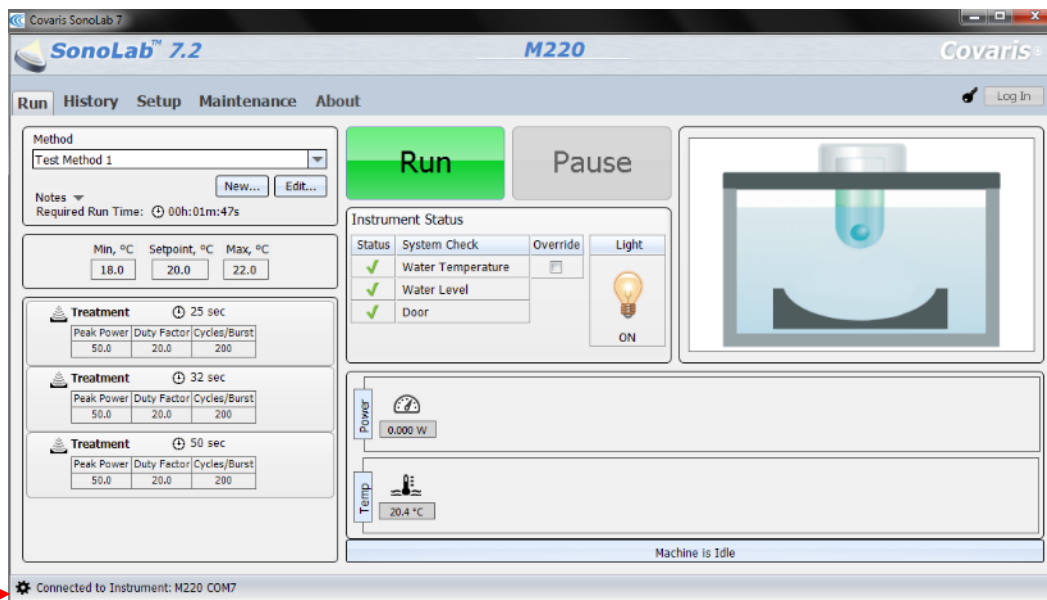 Covaris SonoLab 7
SonoLab™ 7.2
M220
Covaris
Run History Setup Maintenance About
Log In
Method
Test Method 1
New... Edit...
Notes
Required Run Time: 00h:01m:47s
Min, ºC Setpoint, ºC Max, ºC
18.0 20.0 22.0
Treatment 25 sec
Peak Power Duty Factor Cycles/Burst
50.0 20.0 200
Treatment 32 sec
Peak Power Duty Factor Cycles/Burst
50.0 20.0 200
Treatment 50 sec
Peak Power Duty Factor Cycles/Burst
50.0 20.0 200
Run
Pause
Instrument Status
Status System Check Override Light
Water Temperature
Water Level
Door
ON
Power
0.000 W
Temp
20.4 °C
Machine is Idle
Connected to Instrument: M220 COM7